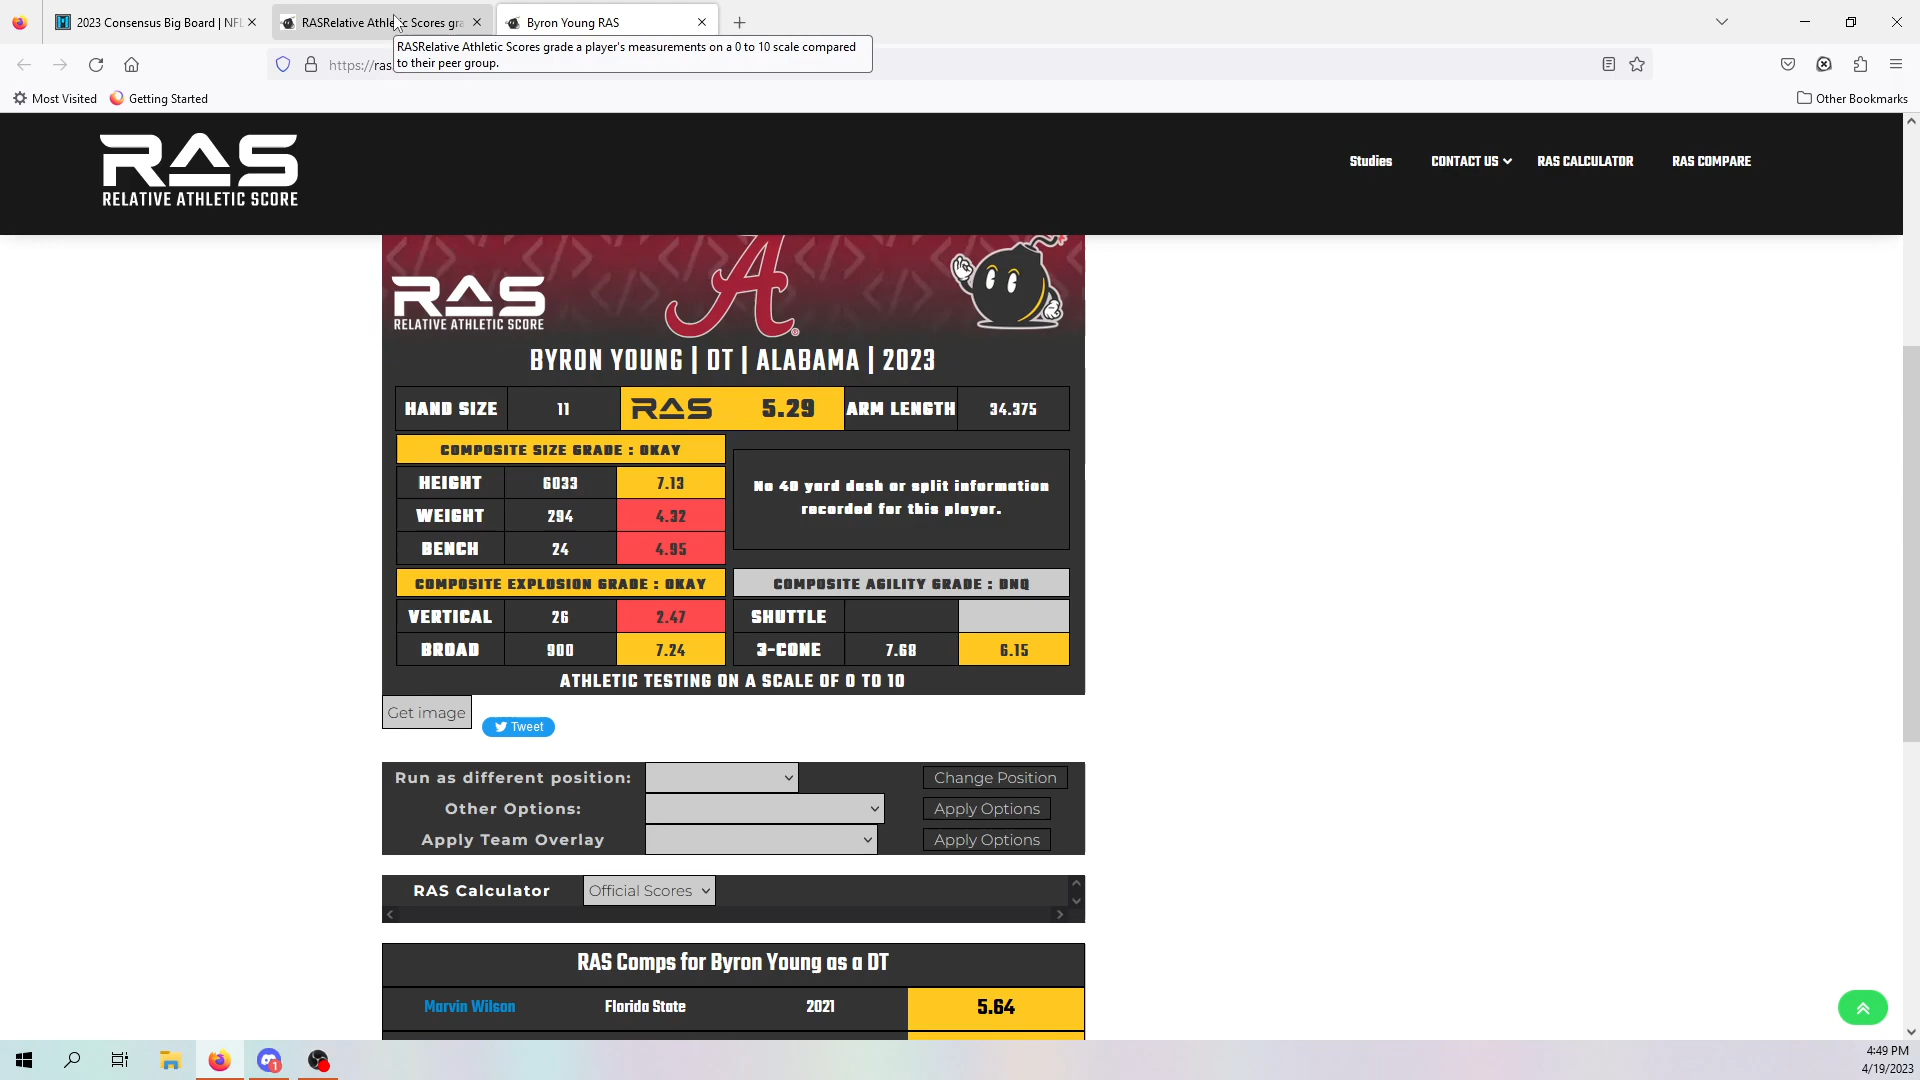 2023 Consensus Big Board | NFL
RASRelative Athletic Scores gra
Byron Young RAS
RASRelative Athletic Scores grade a player's measurements on a 0 to 10 scale compared
to their peer group.
https://ras
Most Visited
Getting Started
Other Bookmarks
RAS
RELATIVE ATHLETIC SCORE
Studies
CONTACT US
RAS CALCULATOR
RAS COMPARE
A
RAS
RELATIVE ATHLETIC SCORE
BYRON YOUNG | DT | ALABAMA | 2023
HAND SIZE 11 RAS 5.29 ARM LENGTH 34.375
COMPOSITE SIZE GRADE : OKAY
HEIGHT 6033 7.13
WEIGHT 294 4.32
BENCH 24 4.95
No 40 yard dash or split information
recorded for this player.
COMPOSITE EXPLOSION GRADE : OKAY
VERTICAL 26 2.47
BROAD 900 7.24
COMPOSITE AGILITY GRADE : DNQ
SHUTTLE
3-CONE 7.68 6.15
ATHLETIC TESTING ON A SCALE OF 0 TO 10
Get image
Tweet
Run as different position:
Change Position
Other Options:
Apply Options
Apply Team Overlay
Apply Options
RAS Calculator
Official Scores
RAS Comps for Byron Young as a DT
Marvin Wilson Florida State 2021 5.64
1
4:49 PM
4/19/2023